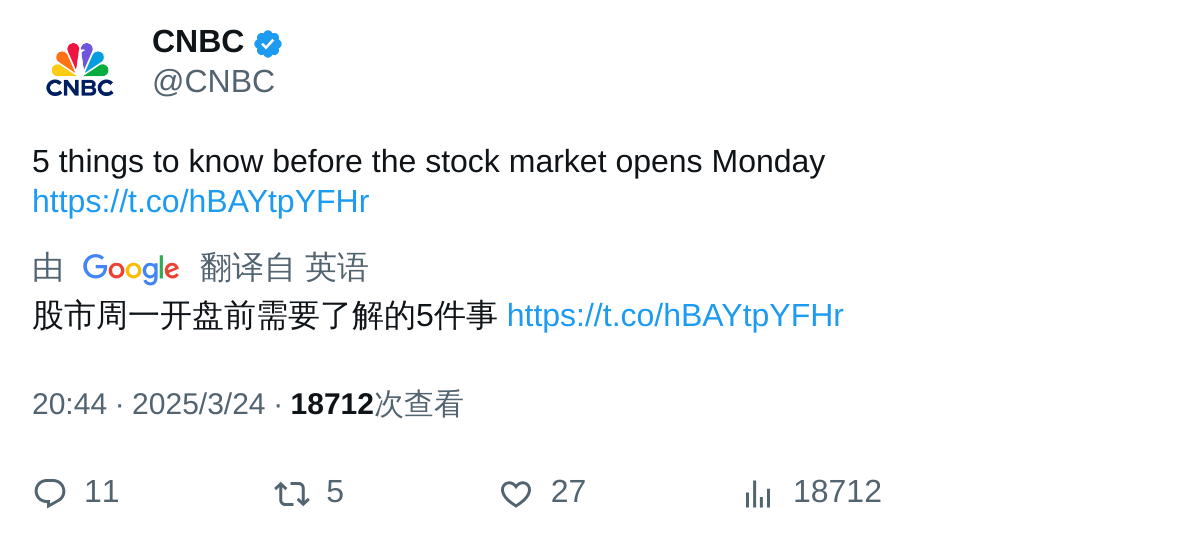 CNBC
CNBC
@CNBC
5 things to know before the stock market opens Monday
https://t.co/hBAYtpYFHr
由 Google 翻译自 英语
股市周一开盘前需要了解的5件事 https://t.co/hBAYtpYFHr
20:44 · 2025/3/24 · 18712次查看
11 5 27 18712